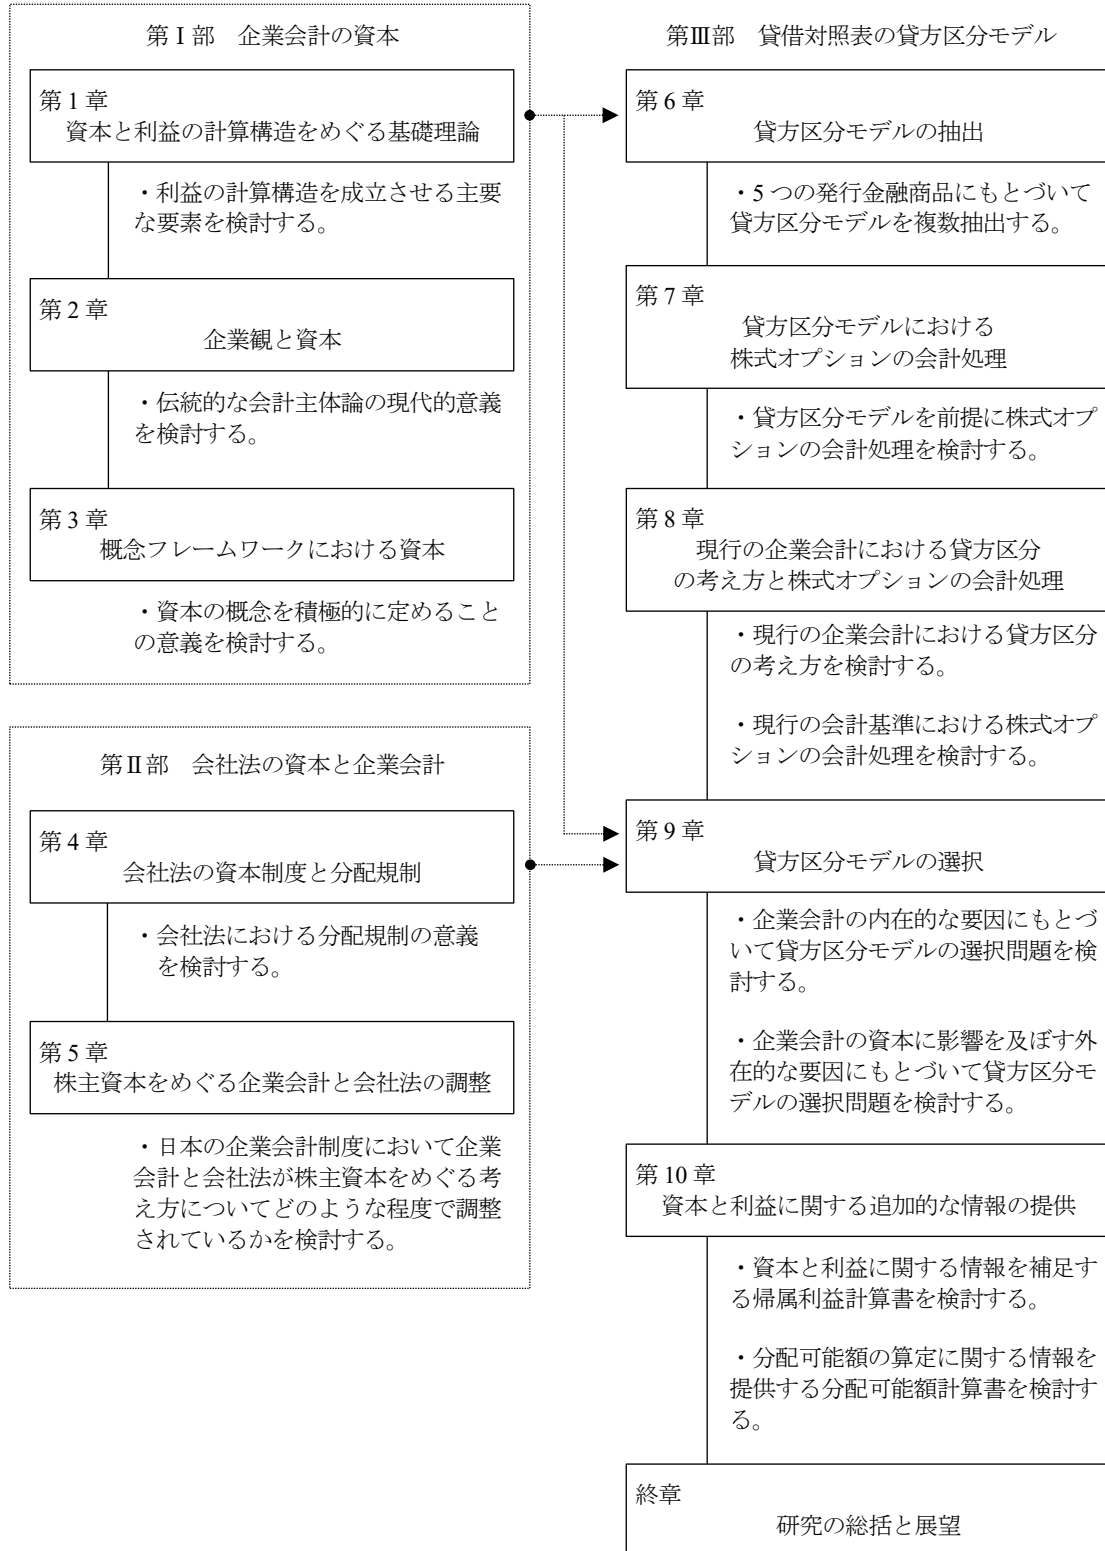 第Ⅰ部　企業会計の資本
第1章
資本と利益の計算構造をめぐる基礎理論
・利益の計算構造を成立させる主要
な要素を検討する。
第2章
企業観と資本
・伝統的な会計主体論の現代的意義
を検討する。
第3章
概念フレームワークにおける資本
・資本の概念を積極的に定めること
の意義を検討する。
第Ⅱ部　会社法の資本と企業会計
第4章
会社法の資本制度と分配規制
・会社法における分配規制の意義
を検討する。
第5章
株主資本をめぐる企業会計と会社法の調整
・日本の企業会計制度において企業
会計と会社法が株主資本をめぐる考
え方についてどのような程度で調整
されているかを検討する。
第Ⅲ部　貸借対照表の貸方区分モデル
第6章
貸方区分モデルの抽出
・5つの発行金融商品にもとづいて
貸方区分モデルを複数抽出する。
第7章
貸方区分モデルにおける
株式オプションの会計処理
・貸方区分モデルを前提に株式オプ
ションの会計処理を検討する。
第8章
現行の企業会計における貸方区分
の考え方と株式オプションの会計処理
・現行の企業会計における貸方区分
の考え方を検討する。
・現行の会計基準における株式オプ
ションの会計処理を検討する。
第9章
貸方区分モデルの選択
・企業会計の内在的な要因にもとづ
いて貸方区分モデルの選択問題を検
討する。
・企業会計の資本に影響を及ぼす外
在的な要因にもとづいて貸方区分モ
デルの選択問題を検討する。
第10章
資本と利益に関する追加的な情報の提供
・資本と利益に関する情報を補足す
る帰属利益計算書を検討する。
・分配可能額の算定に関する情報を
提供する分配可能額計算書を検討す
る。
終章
研究の総括と展望